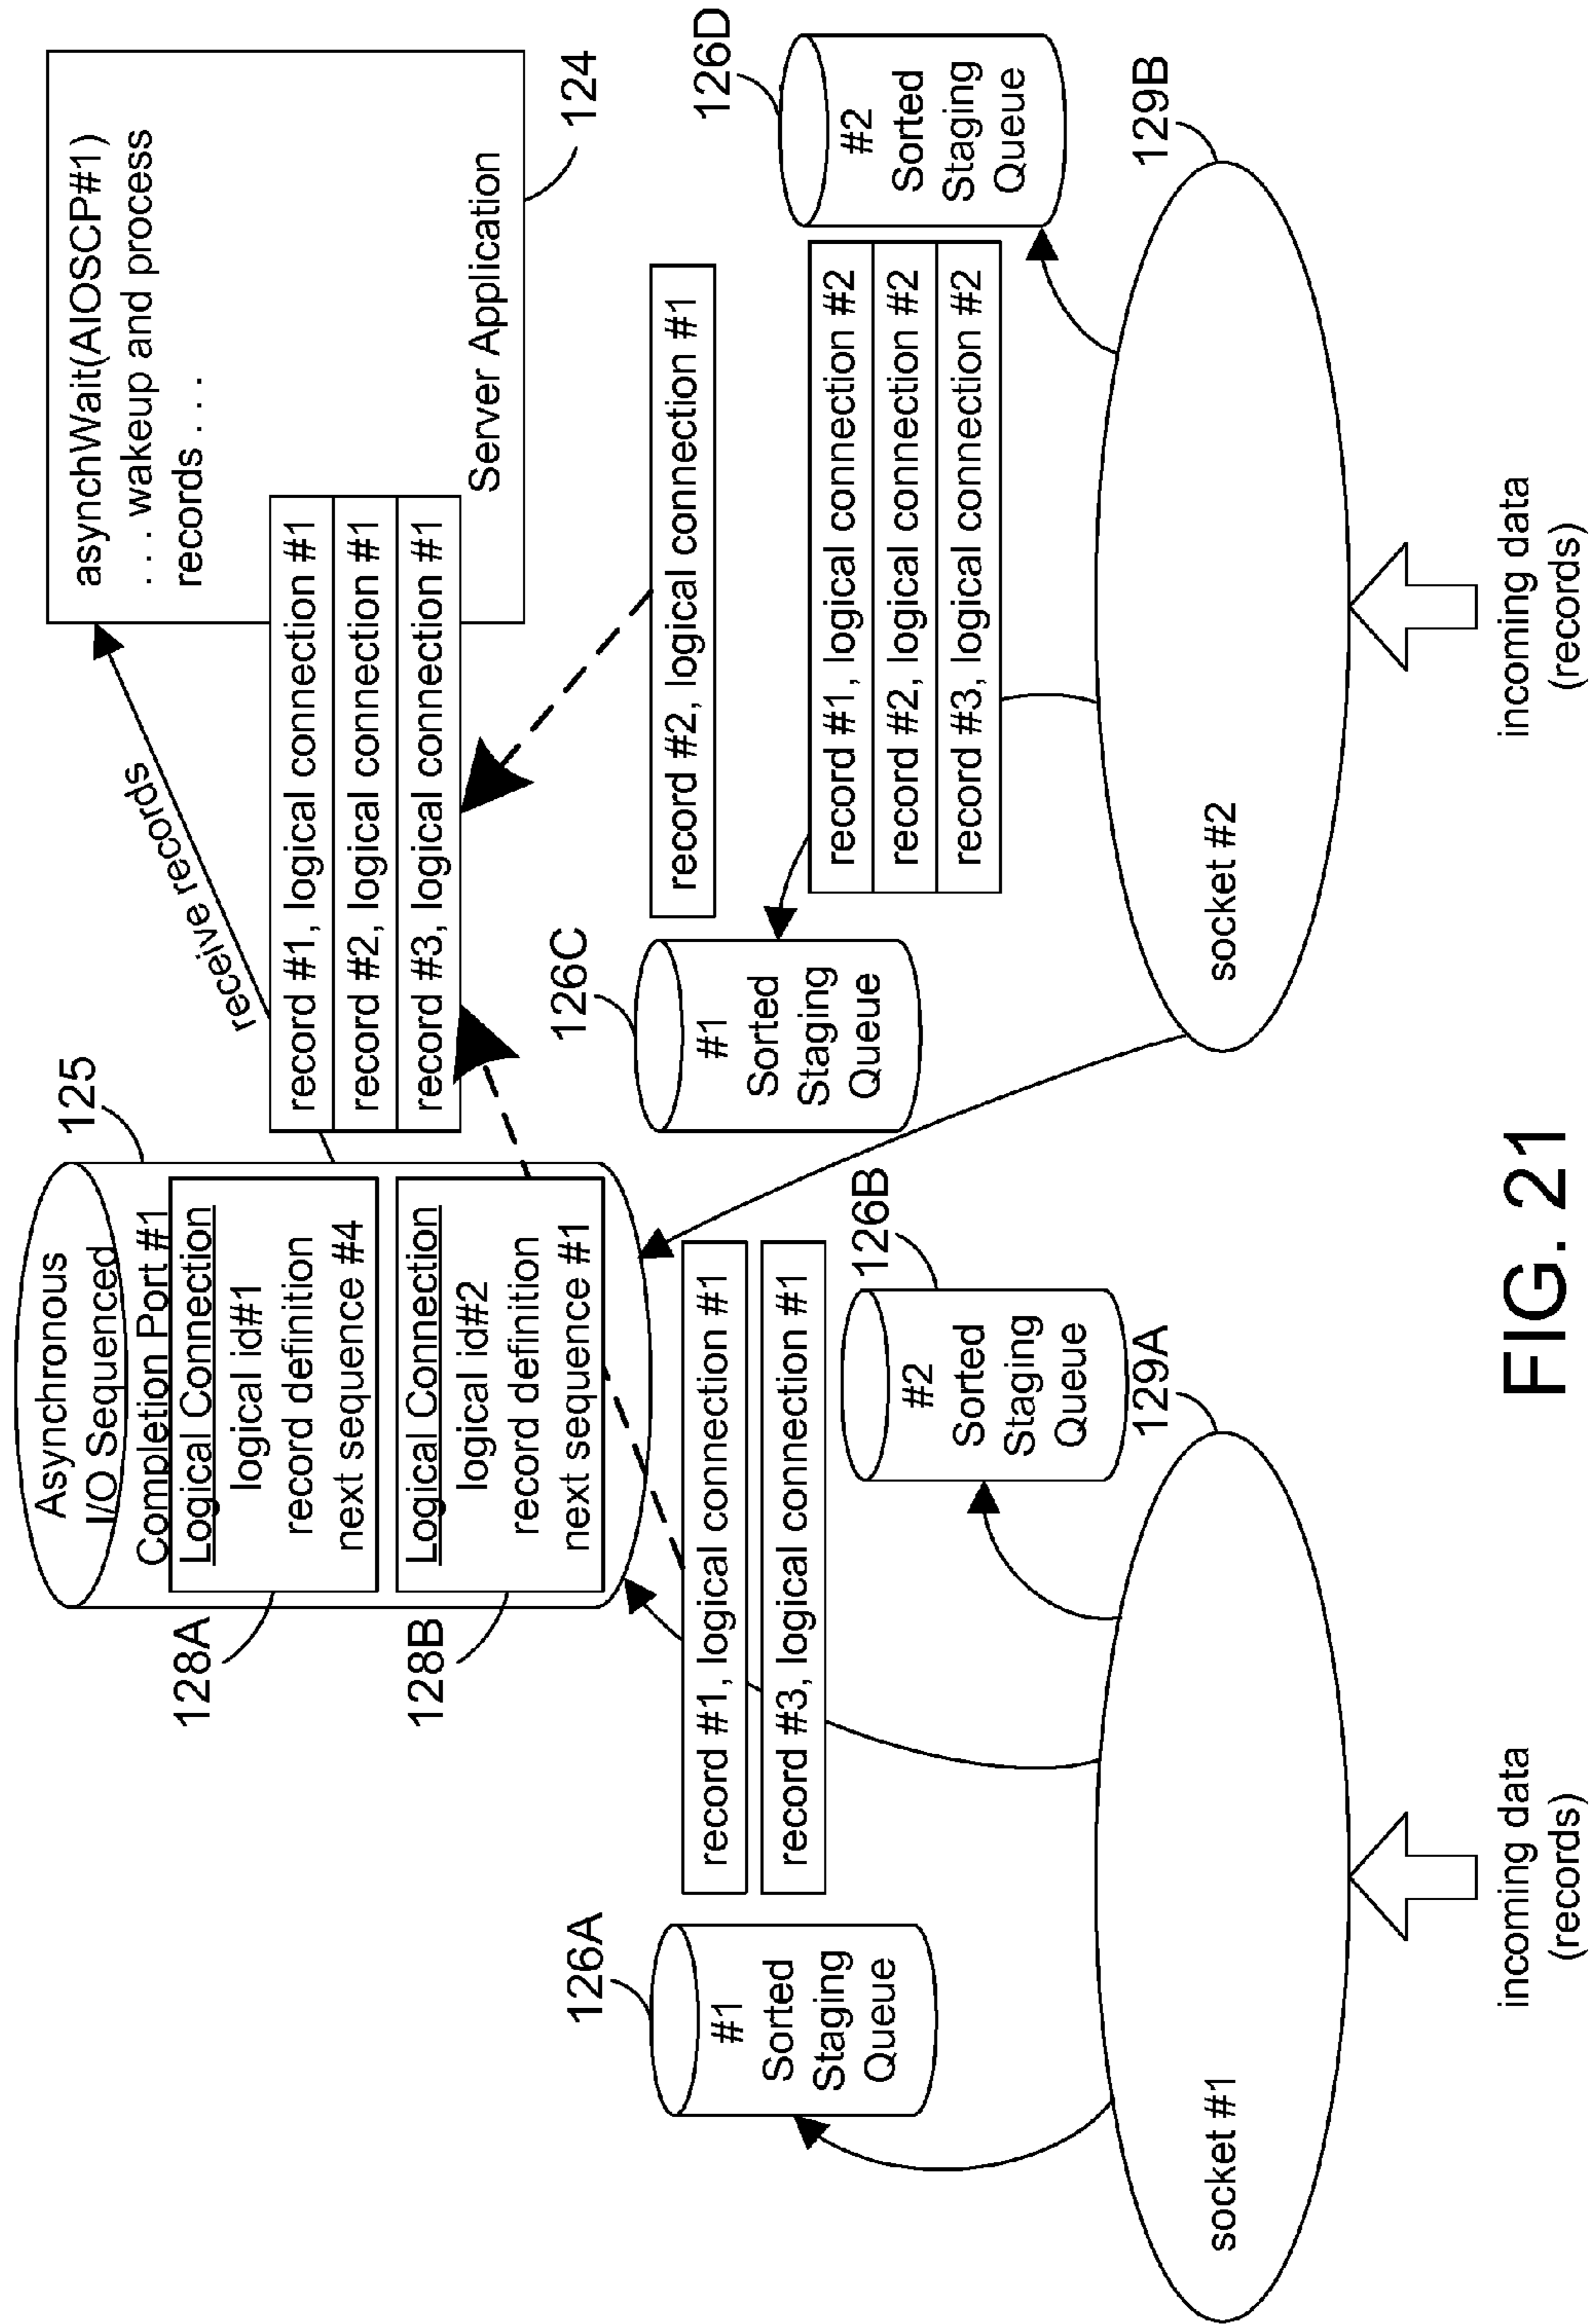 Asynchronous
I/O Sequenced
Completion Port #1
125
Logical Connection
logical id#1
record definition
next sequence #4
128A
Logical Connection
logical id#2
record definition
next sequence #1
128B
receive records
asynchWait(AIOSCP#1)
. . . wakeup and process
records . . .
Server Application
124
record #1, logical connection #1
record #2, logical connection #1
record #3, logical connection #1
126A
#1
Sorted
Staging
Queue
record #1, logical connection #1
record #3, logical connection #1
126B
#2
Sorted
Staging
Queue
126C
#1
Sorted
Staging
Queue
record #2, logical connection #1
record #1, logical connection #2
record #2, logical connection #2
record #3, logical connection #2
126D
#2
Sorted
Staging
Queue
129A
socket #1
129B
socket #2
incoming data
(records)
incoming data
(records)
FIG. 21